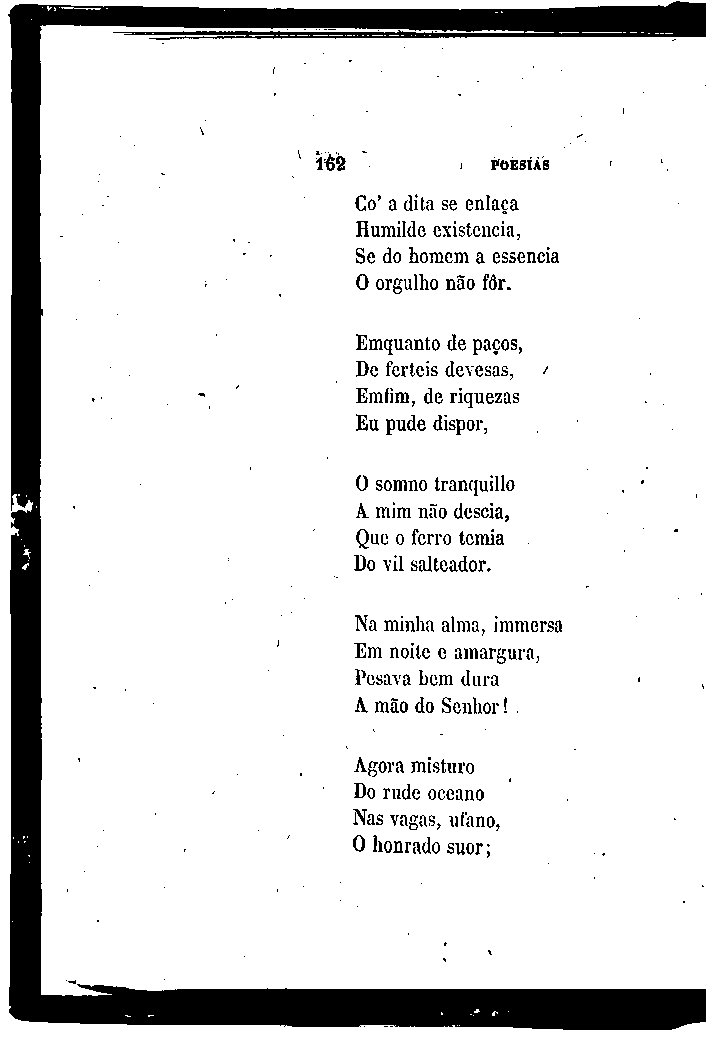 162 POESIAS
Co' a dita se enlaça
Humilde existencia,
Se do homem a essencia
O orgulho não fôr.
Emquanto de paços,
De ferteis devesas,
Emfim, de riquezas
Eu pude dispor,
O somno tranquillo
A mim não descia,
Que o ferro temia
Do vil salteador.
Na minha alma, immersa
Em noite e amargura,
Pesava bem dura
A mão do Senhor!
Agora misturo
Do rude oceano
Nas vagas, ufano,
O honrado suor;